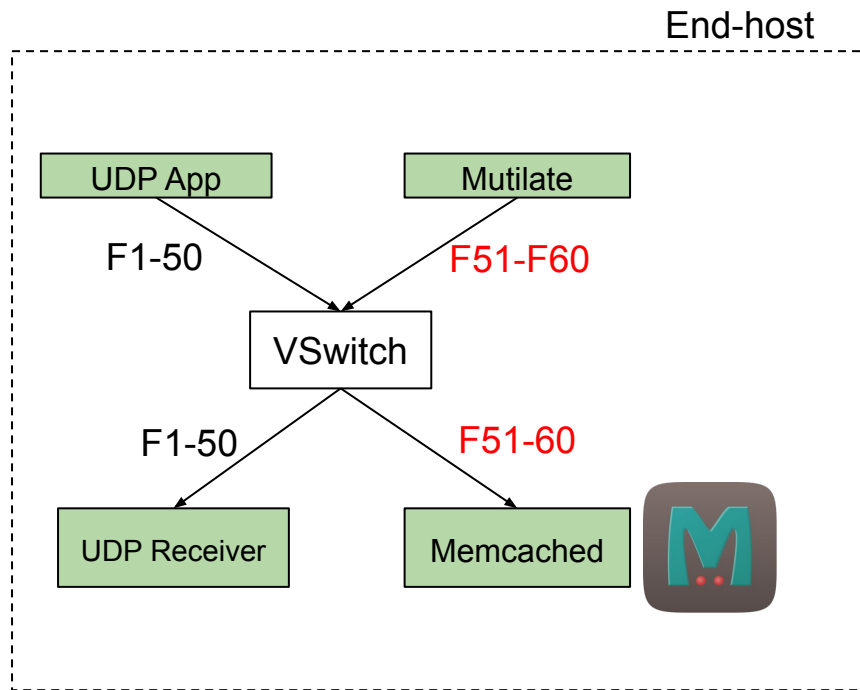 End-host
UDP App
Mutilate
F1-50
F51-F60
VSwitch
F1-50
F51-60
UDP Receiver
Memcached
M